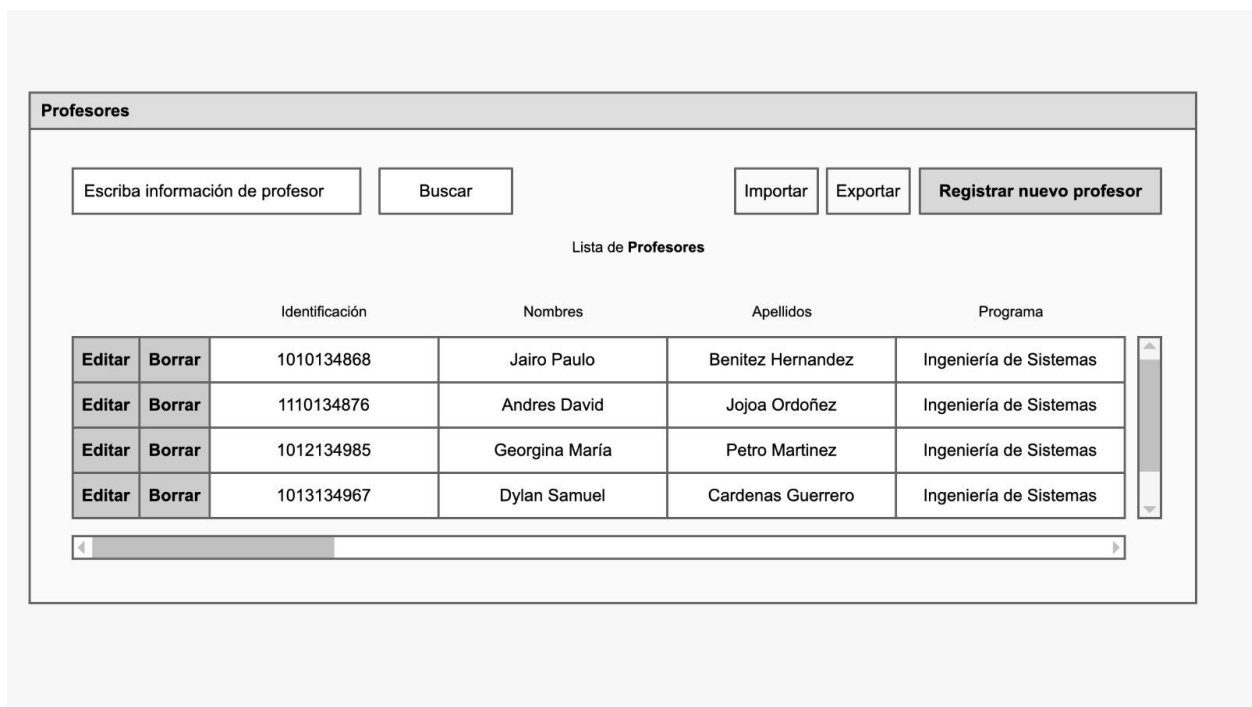 Profesores
Escriba información de profesor Buscar Importar Exportar Registrar nuevo profesor
Lista de Profesores
Identificación Nombres Apellidos Programa
Editar Borrar 1010134868 Jairo Paulo Benitez Hernandez Ingeniería de Sistemas
Editar Borrar 1110134876 Andres David Jojoa Ordoñez Ingeniería de Sistemas
Editar Borrar 1012134985 Georgina María Petro Martinez Ingeniería de Sistemas
Editar Borrar 1013134967 Dylan Samuel Cardenas Guerrero Ingeniería de Sistemas